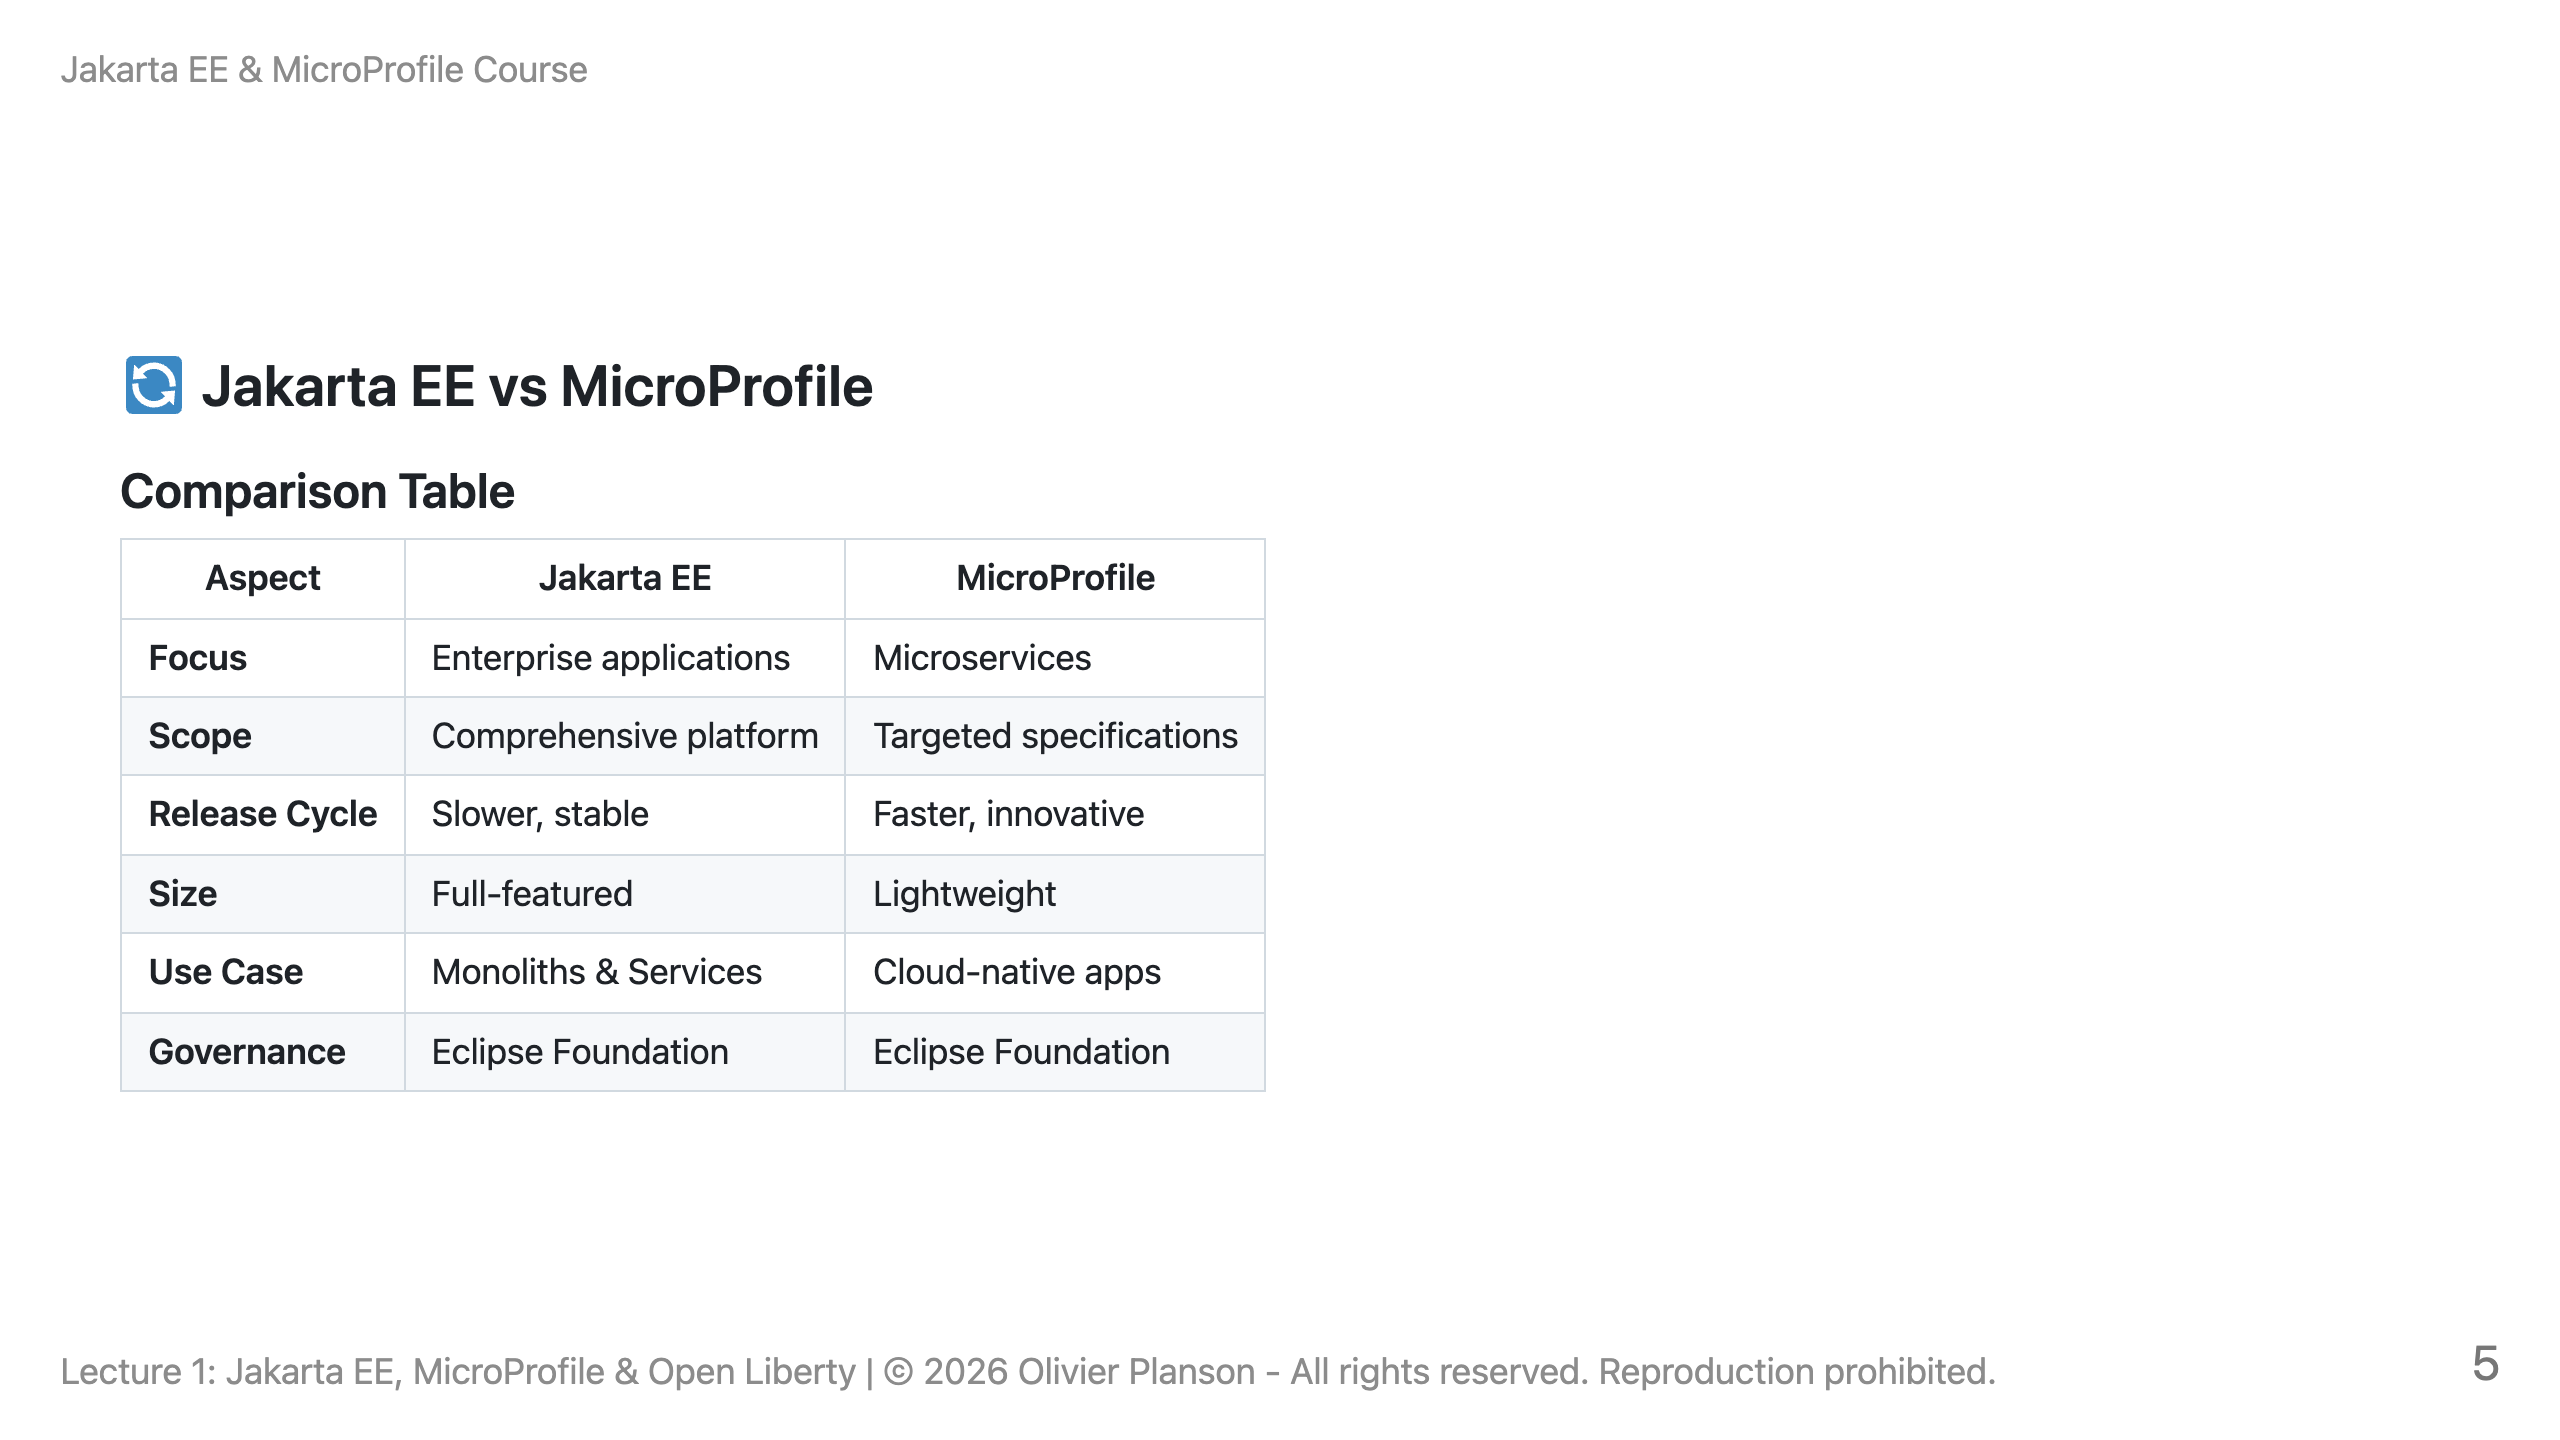 Jakarta EE & MicroProfile Course
Jakarta EE vs MicroProfile
Comparison Table
Aspect Jakarta EE MicroProfile
Focus Enterprise applications Microservices
Scope Comprehensive platform Targeted specifications
Release Cycle Slower, stable Faster, innovative
Size Full-featured Lightweight
Use Case Monoliths & Services Cloud-native apps
Governance Eclipse Foundation Eclipse Foundation
Lecture 1: Jakarta EE, MicroProfile & Open Liberty | © 2026 Olivier Planson - All rights reserved. Reproduction prohibited.
5